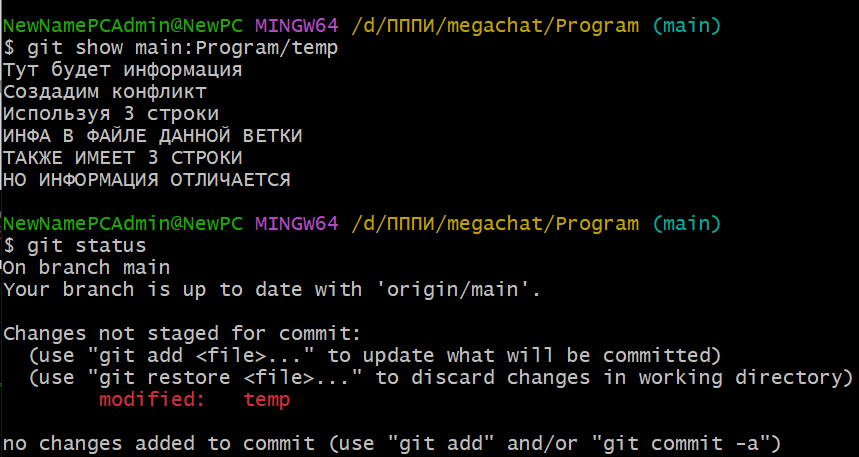 NewNamePCAdmin@NewPC MINGW64 /d/ПППИ/megachat/Program (main)
$ git show main:Program/temp
Тут будет информация
Создадим конфликт
Используя 3 строки
ИНФА В ФАЙЛЕ ДАННОЙ ВЕТКИ
ТАКЖЕ ИМЕЕТ 3 СТРОКИ
НО ИНФОРМАЦИЯ ОТЛИЧАЕТСЯ
NewNamePCAdmin@NewPC MINGW64 /d/ПППИ/megachat/Program (main)
$ git status
On branch main
Your branch is up to date with 'origin/main'.
Changes not staged for commit:
(use "git add <file>..." to update what will be committed)
(use "git restore <file>..." to discard changes in working directory)
modified: temp
no changes added to commit (use "git add" and/or "git commit -a")